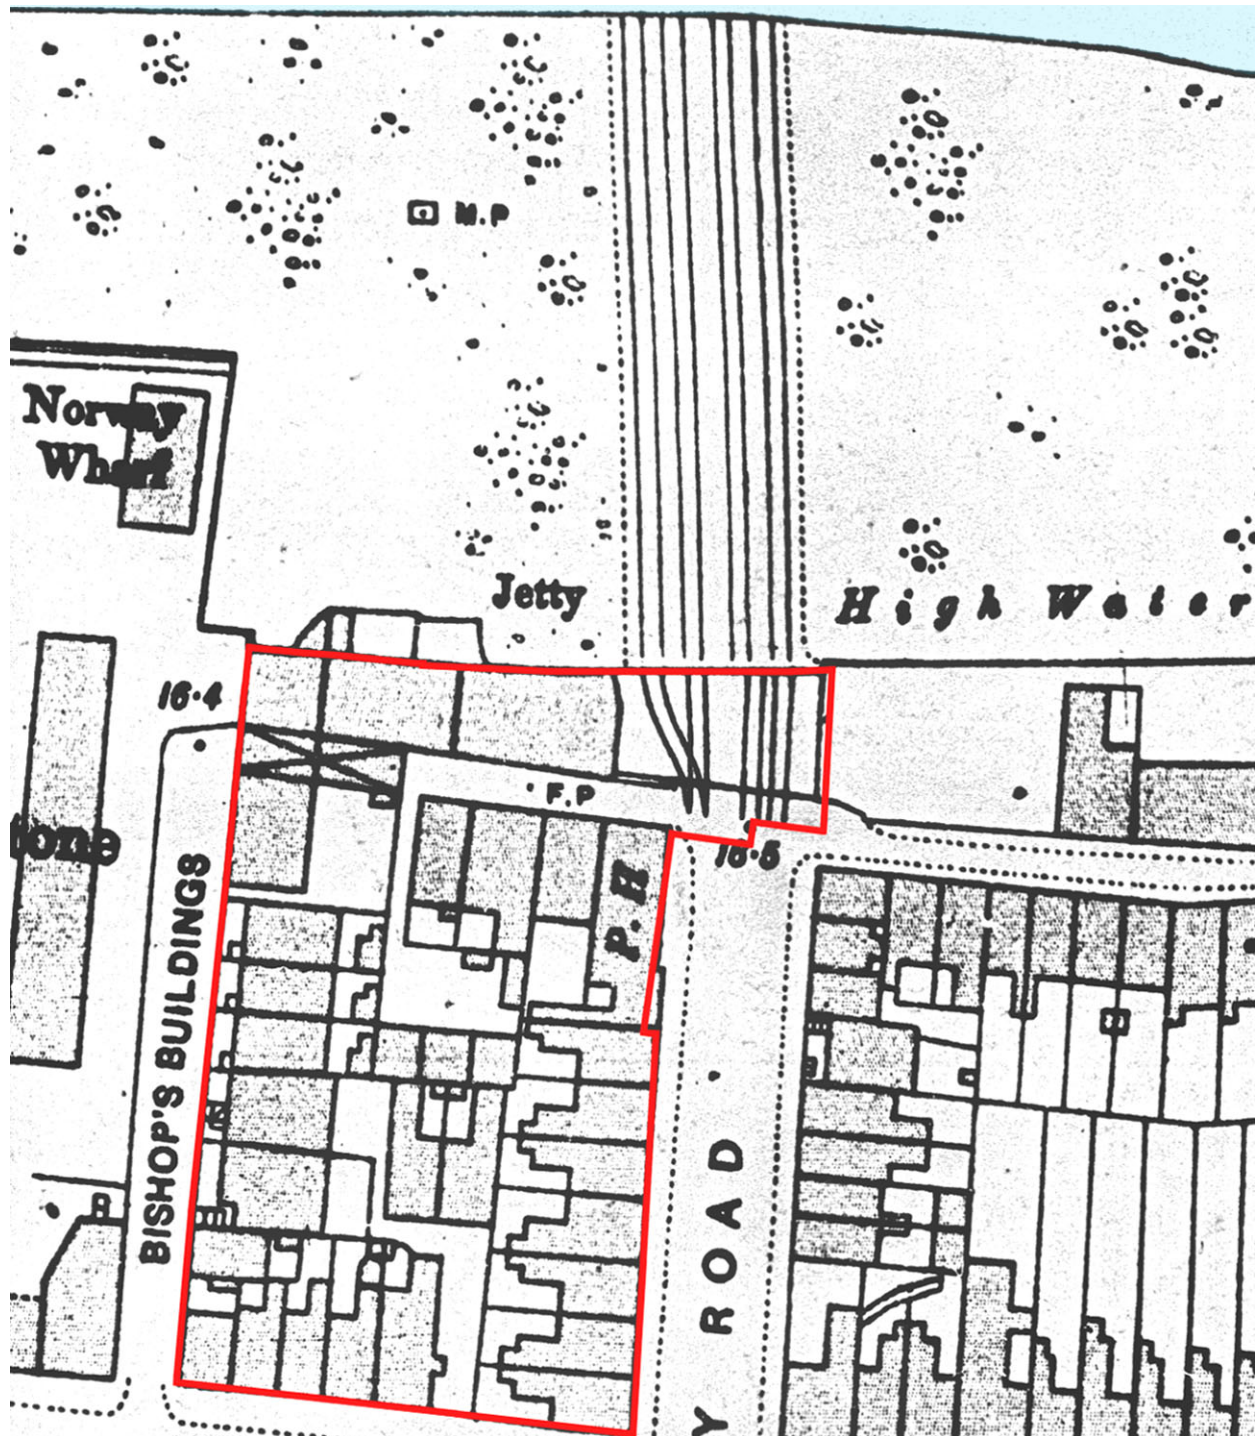 M.P
Norway
Wharf
Jetty
High Water
16·4
F.P
16·5
tone
P. H
BISHOP'S BUILDINGS
Y ROAD